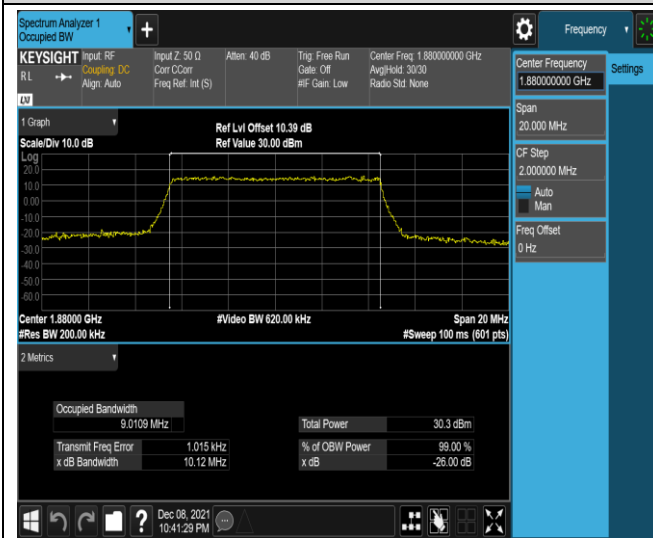 Spectrum Analyzer 1
Occupied BW
Frequency
KEYSIGHT
RL
LXI
Input: RF
Coupling: DC
Align: Auto
Input Z: 50 Ω
Corr CCorr
Freq Ref: Int (S)
Atten: 40 dB
Trig: Free Run
Gate: Off
#IF Gain: Low
Center Freq: 1.880000000 GHz
Avg|Hold: 30/30
Radio Std: None
Center Frequency
1.880000000 GHz
Settings
Span
20.000 MHz
CF Step
2.000000 MHz
Auto
Man
Freq Offset
0 Hz
1 Graph
Scale/Div 10.0 dB
Ref Lvl Offset 10.39 dB
Ref Value 30.00 dBm
Log
20.0
10.0
0.00
-10.0
-20.0
-30.0
-40.0
-50.0
-60.0
Center 1.88000 GHz
#Res BW 200.00 kHz
#Video BW 620.00 kHz
Span 20 MHz
#Sweep 100 ms (601 pts)
2 Metrics
Occupied Bandwidth
9.0109 MHz
Total Power 30.3 dBm
Transmit Freq Error 1.015 kHz
% of OBW Power 99.00 %
x dB Bandwidth 10.12 MHz
x dB -26.00 dB
?
Dec 08, 2021
10:41:29 PM